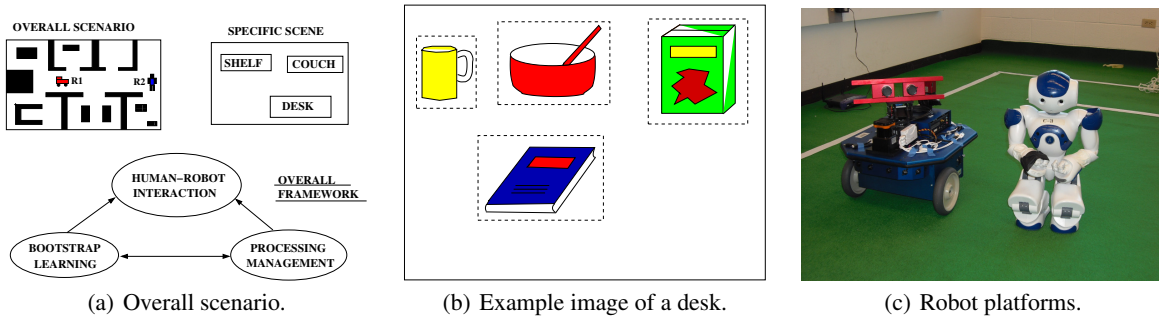 OVERALL SCENARIO
R1
R2
SPECIFIC SCENE
SHELF
COUCH
DESK
HUMAN−ROBOT
INTERACTION
OVERALL
FRAMEWORK
BOOTSTRAP
LEARNING
PROCESSING
MANAGEMENT
(a) Overall scenario.
(b) Example image of a desk.
(c) Robot platforms.